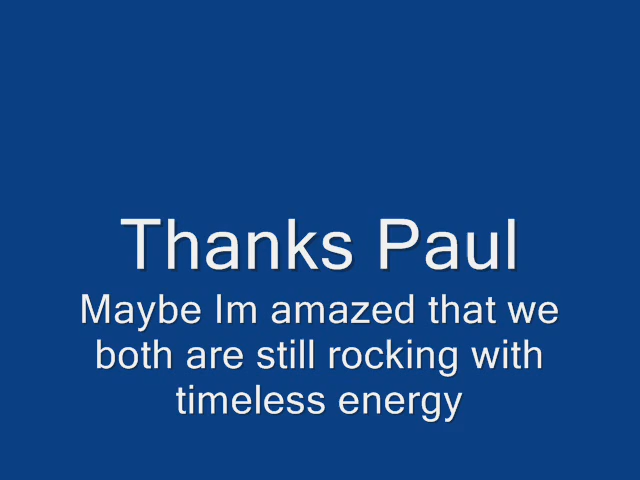 Thanks Paul
Maybe Im amazed that we
both are still rocking with
timeless energy